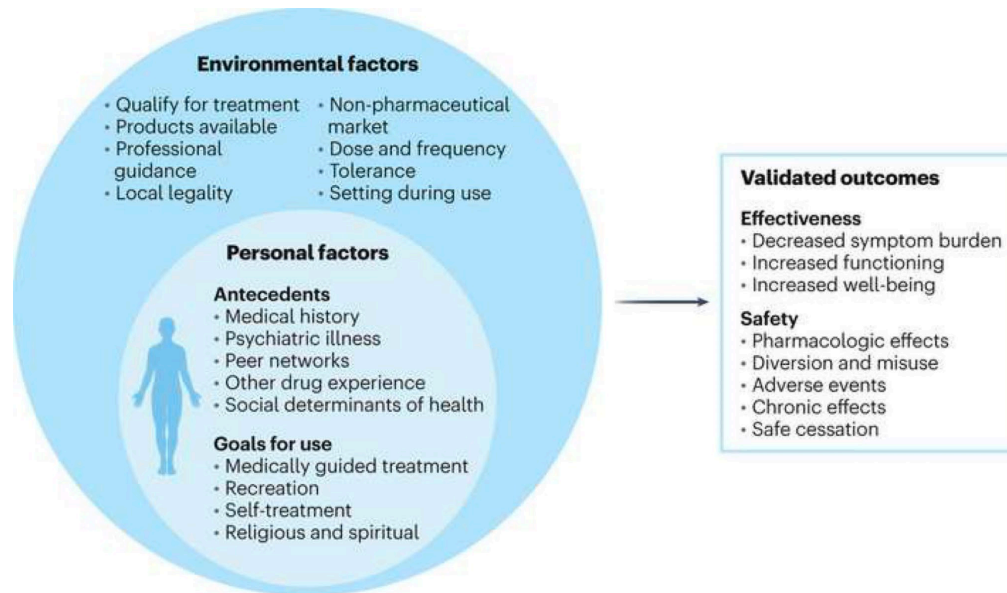 Environmental factors
• Qualify for treatment
• Products available
• Professional
guidance
• Local legality
• Non-pharmaceutical
market
• Dose and frequency
• Tolerance
• Setting during use
Personal factors
Antecedents
• Medical history
• Psychiatric illness
• Peer networks
• Other drug experience
• Social determinants of health
Goals for use
• Medically guided treatment
• Recreation
• Self-treatment
• Religious and spiritual
Validated outcomes
Effectiveness
• Decreased symptom burden
• Increased functioning
• Increased well-being
Safety
• Pharmacologic effects
• Diversion and misuse
• Adverse events
• Chronic effects
• Safe cessation